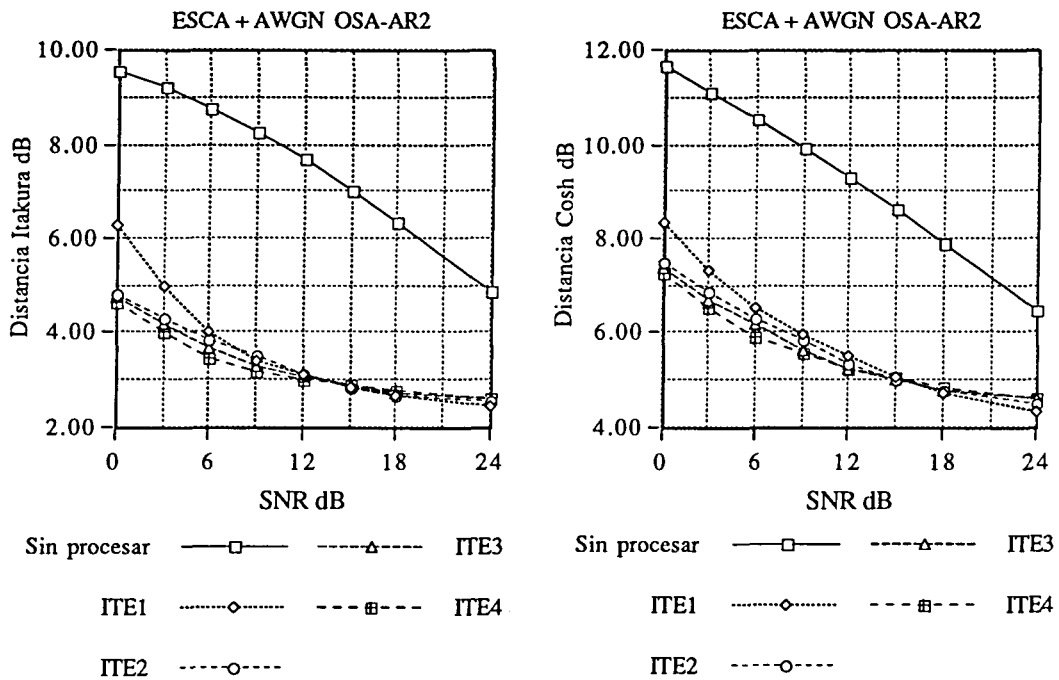 ESCA + AWGN OSA-AR2
10.00
8.00
6.00
4.00
2.00
Distancia Itakura dB
0 6 12 18 24
SNR dB
Sin procesar ITE3
ITE1 ITE4
ITE2
ESCA + AWGN OSA-AR2
12.00
10.00
8.00
6.00
4.00
Distancia Cosh dB
0 6 12 18 24
SNR dB
Sin procesar ITE3
ITE1 ITE4
ITE2